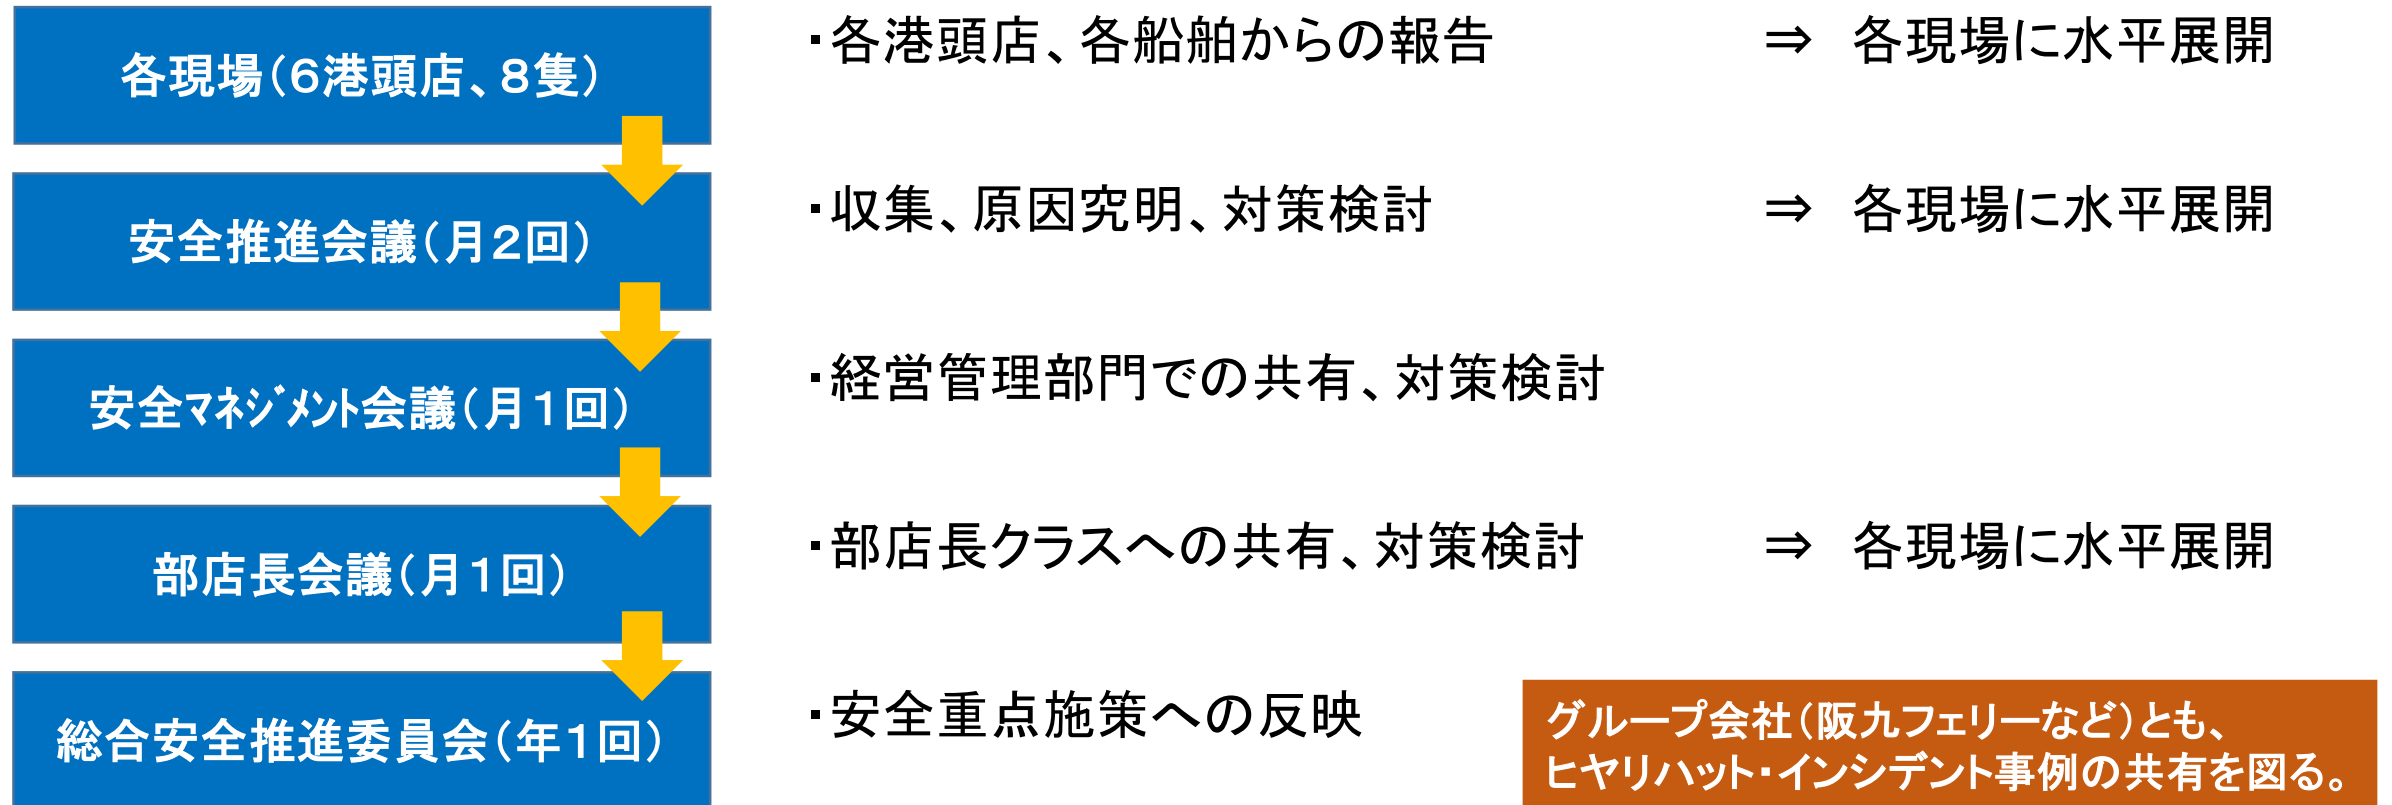 各現場（６港頭店、８隻）
・各港頭店、各船舶からの報告　⇒　各現場に水平展開
安全推進会議（月２回）
・収集、原因究明、対策検討　⇒　各現場に水平展開
安全ﾏﾈｼﾞﾒﾝﾄ会議（月１回）
・経営管理部門での共有、対策検討
部店長会議（月１回）
・部店長クラスへの共有、対策検討　⇒　各現場に水平展開
総合安全推進委員会（年１回）
・安全重点施策への反映
グループ会社（阪九フェリーなど）とも、
ヒヤリハット・インシデント事例の共有を図る。